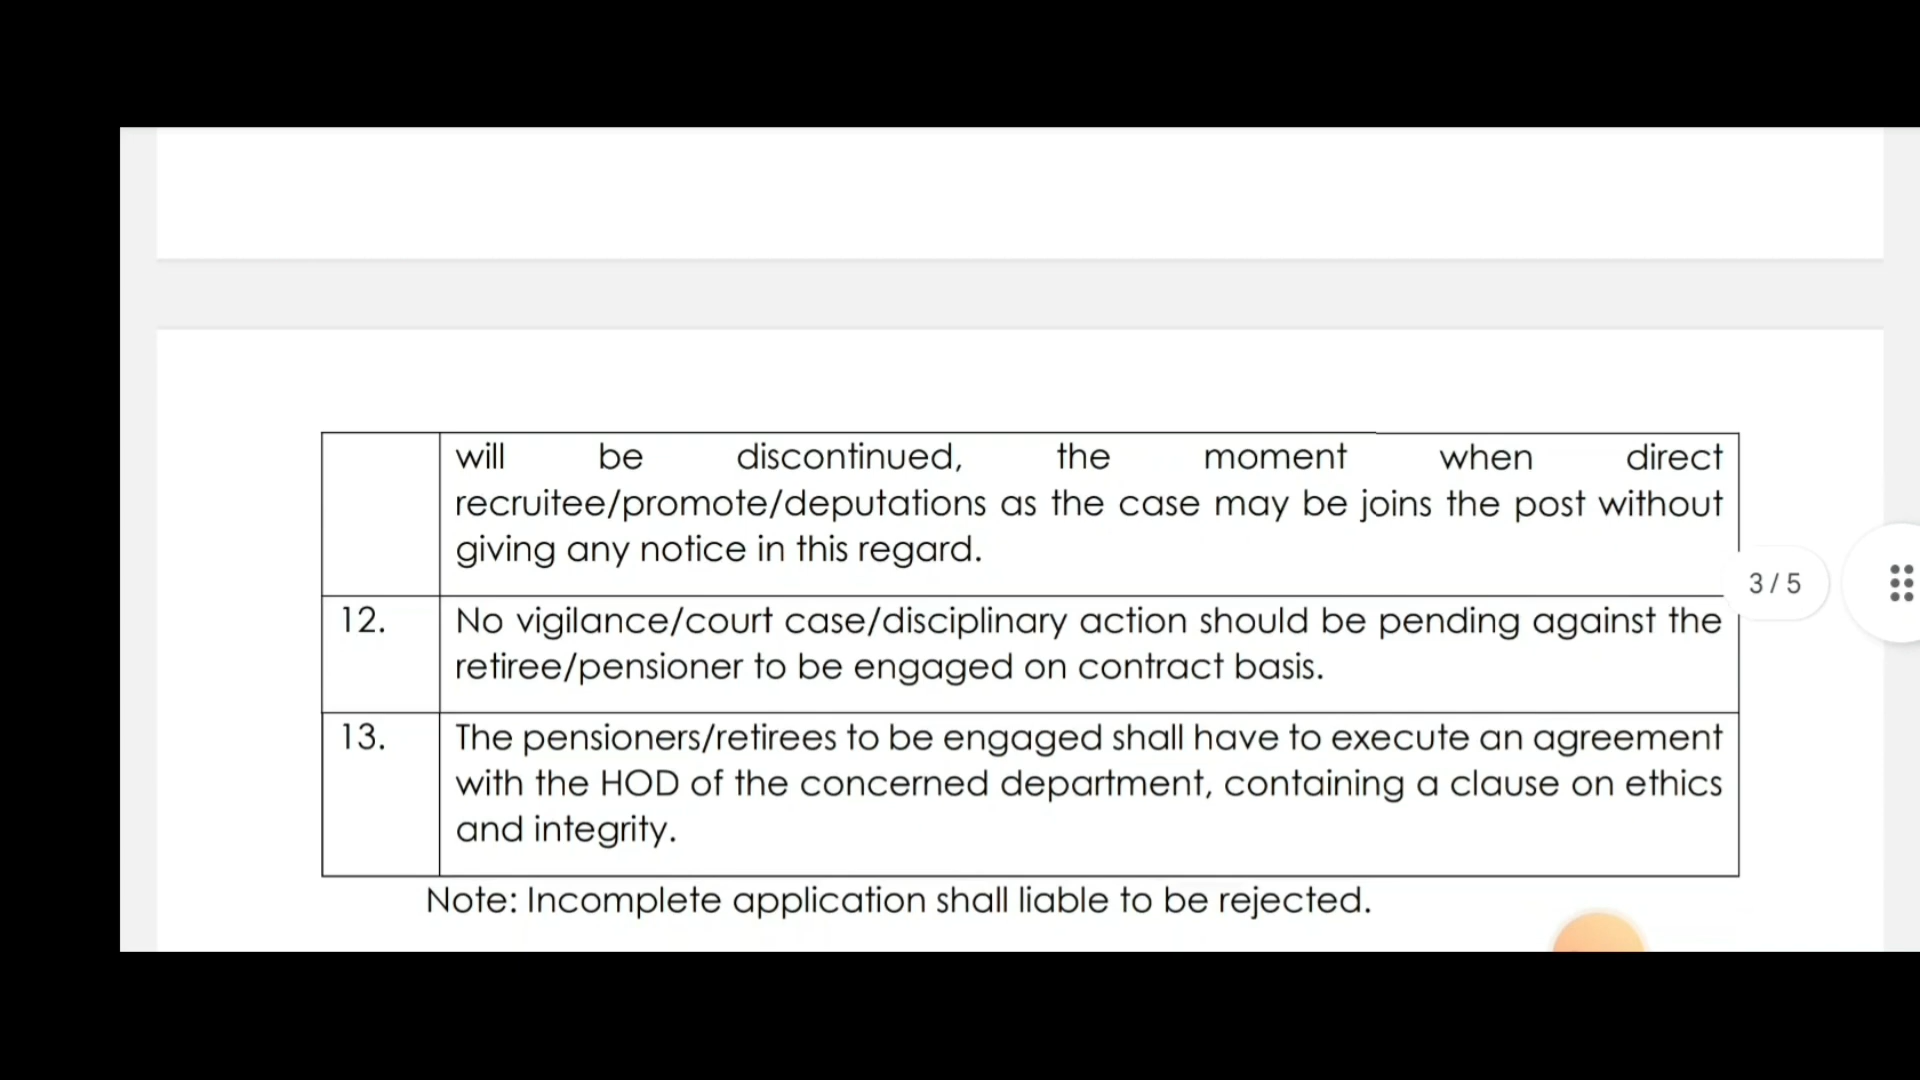 will be discontinued, the moment when direct
recruitee/promote/deputations as the case may be joins the post without
giving any notice in this regard.
3 / 5
12. No vigilance/court case/disciplinary action should be pending against the
retiree/pensioner to be engaged on contract basis.
13. The pensioners/retirees to be engaged shall have to execute an agreement
with the HOD of the concerned department, containing a clause on ethics
and integrity.
Note: Incomplete application shall liable to be rejected.